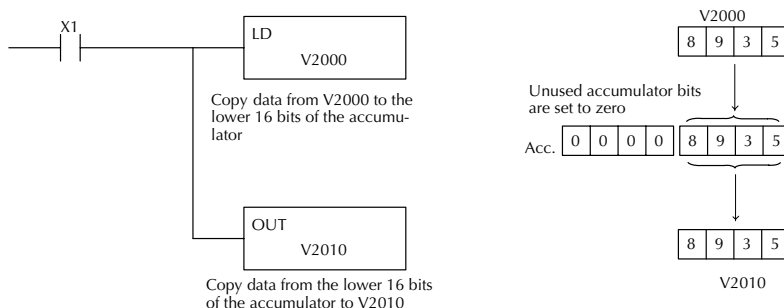 X1
LD
V2000
Copy data from V2000 to the
lower 16 bits of the accumu-
lator
OUT
V2010
Copy data from the lower 16 bits
of the accumulator to V2010
V2000
8 9 3 5
Unused accumulator bits
are set to zero
Acc. 0 0 0 0 8 9 3 5
8 9 3 5
V2010